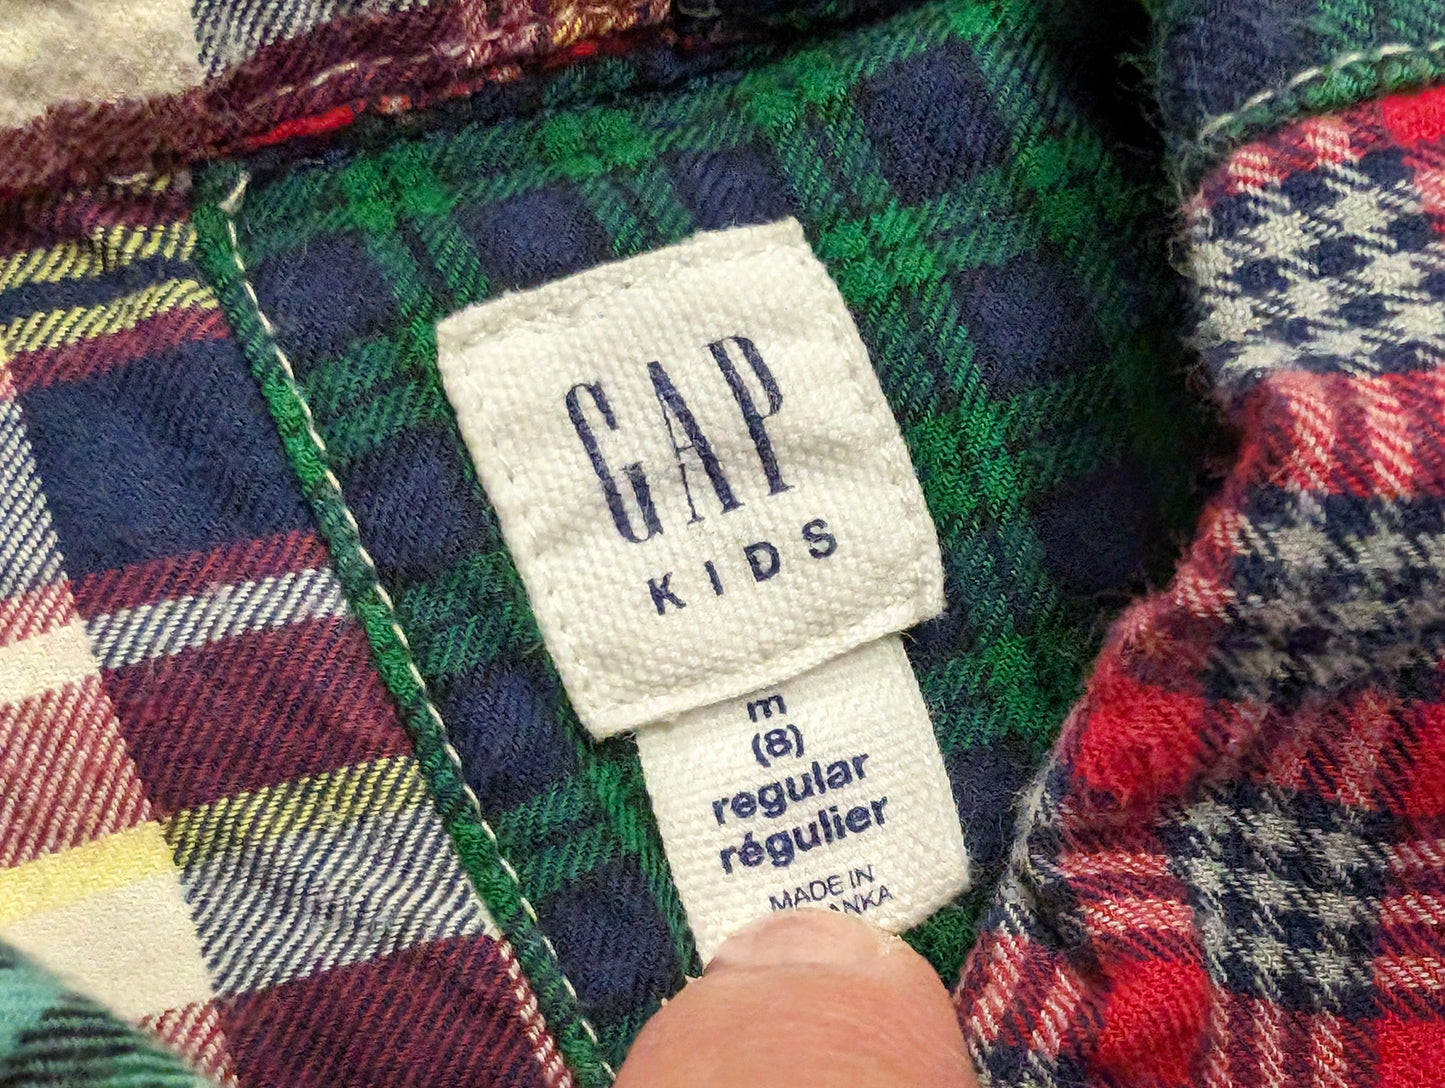 GAP
KIDS
m
(8)
regular
régulier
MADE IN